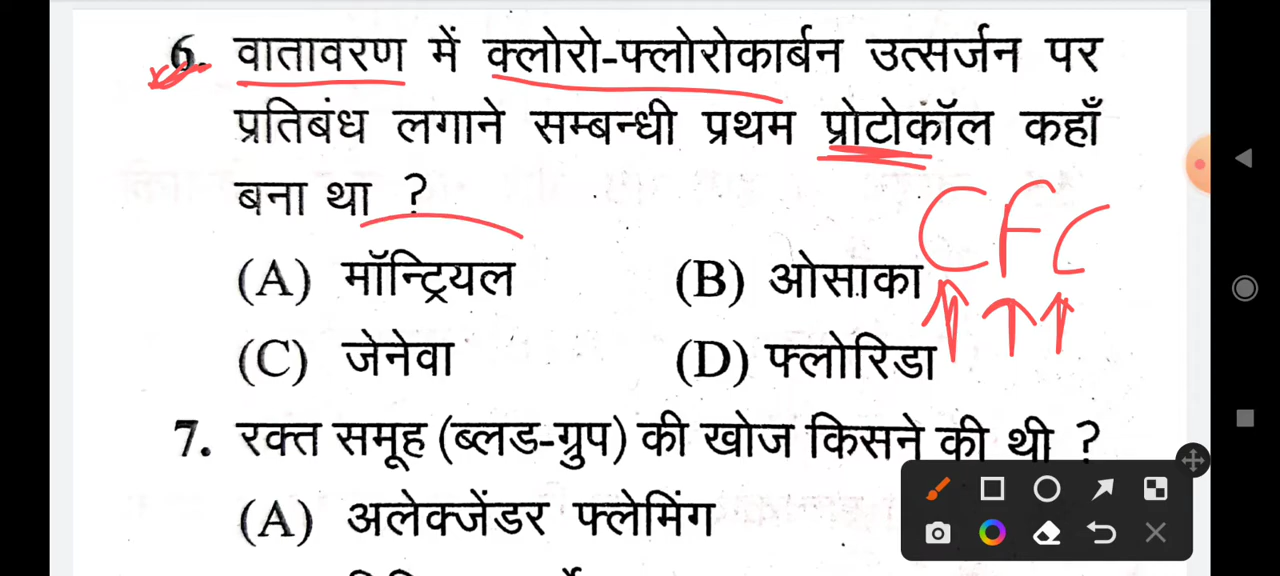 6. वातावरण में क्लोरो-फ्लोरोकार्बन उत्सर्जन पर
प्रतिबंध लगाने सम्बन्धी प्रथम प्रोटोकॉल कहाँ
बना था ?
CFC
(A) मॉन्ट्रियल (B) ओसाका
(C) जेनेवा (D) फ्लोरिडा
7. रक्त समूह (ब्लड-ग्रुप) की खोज किसने की थी ?
(A) अलेक्जेंडर फ्लेमिंग